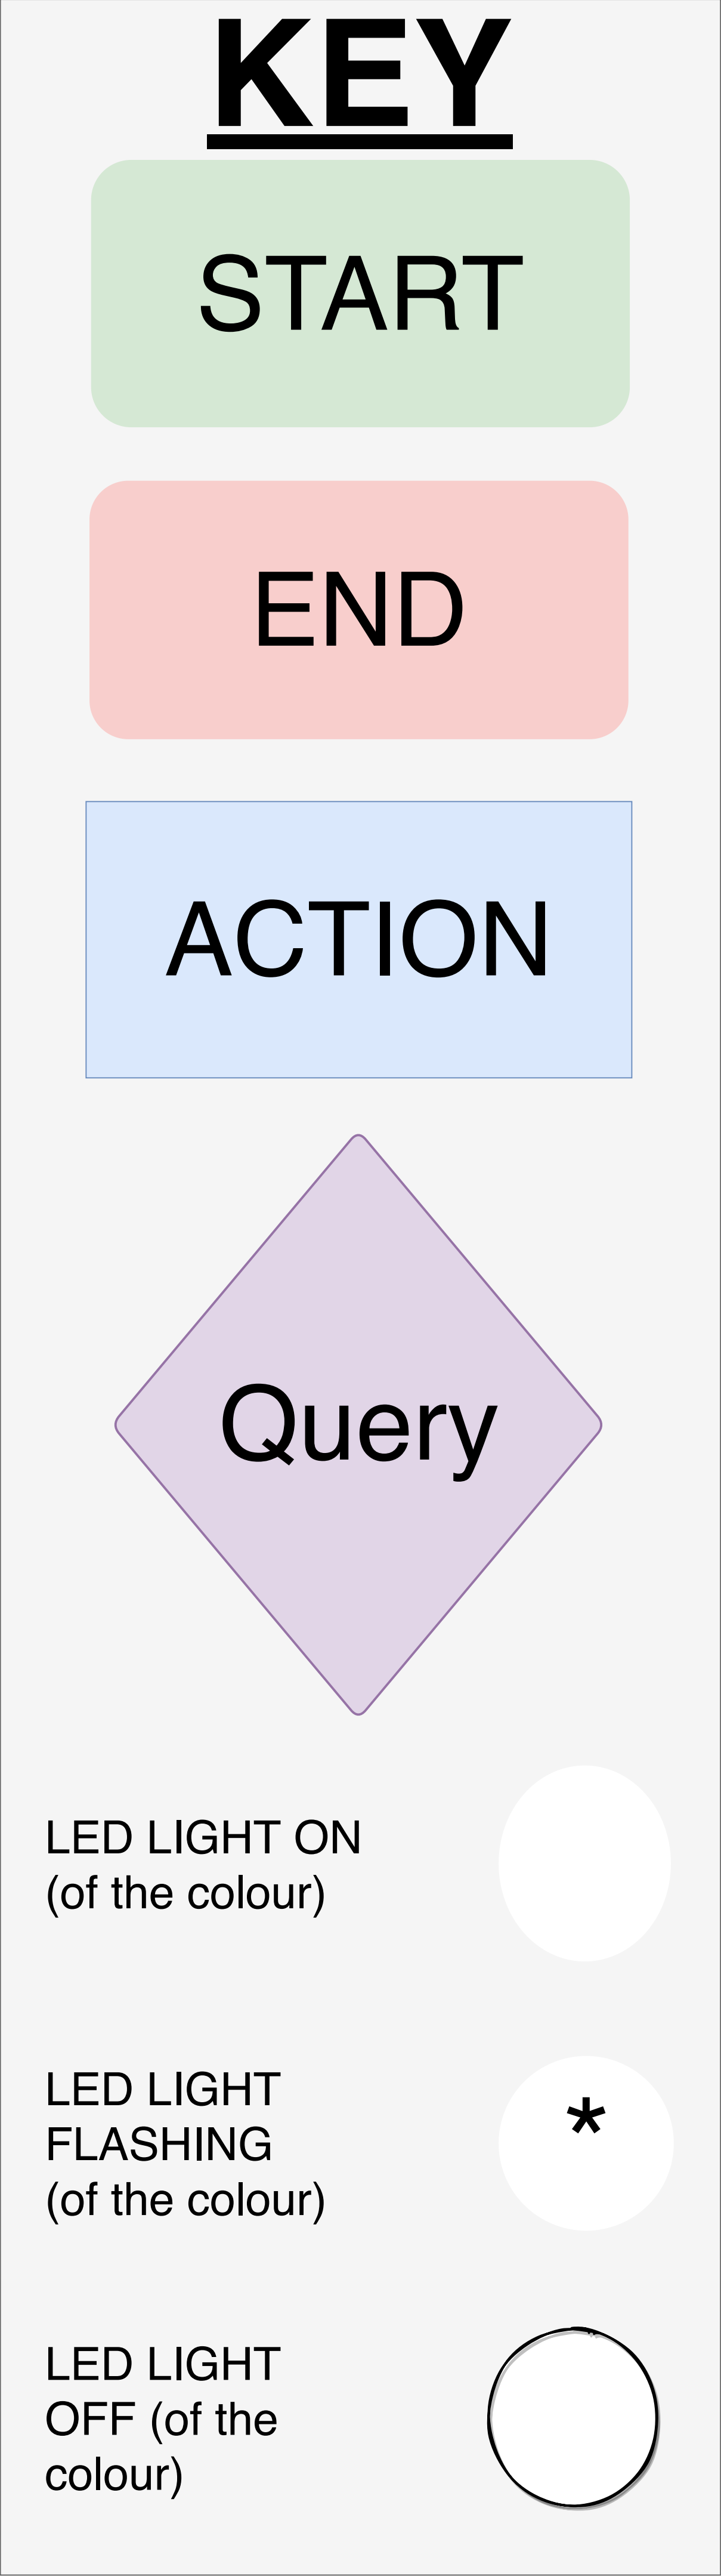 KEY
START
END
ACTION
Query
LED LIGHT ON
(of the colour)
LED LIGHT
FLASHING
(of the colour)
*
LED LIGHT
OFF (of the
colour)